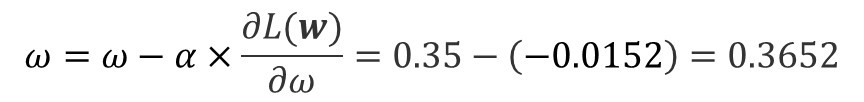 ω = ω − α × ∂L(w)/∂ω = 0.35 − (−0.0152) = 0.3652